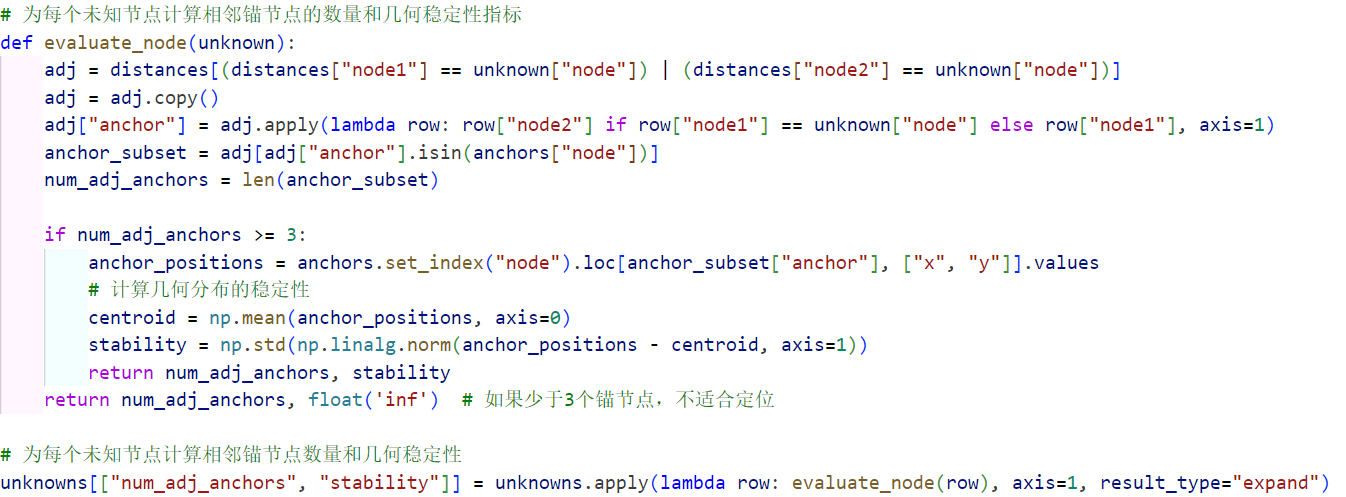 # 为每个未知节点计算相邻锚节点的数量和几何稳定性指标
def evaluate_node(unknown):
    adj = distances[(distances["node1"] == unknown["node"]) | (distances["node2"] == unknown["node"])]
    adj = adj.copy()
    adj["anchor"] = adj.apply(lambda row: row["node2"] if row["node1"] == unknown["node"] else row["node1"], axis=1)
    anchor_subset = adj[adj["anchor"].isin(anchors["node"])]
    num_adj_anchors = len(anchor_subset)

    if num_adj_anchors >= 3:
        anchor_positions = anchors.set_index("node").loc[anchor_subset["anchor"], ["x", "y"]].values
        # 计算几何分布的稳定性
        centroid = np.mean(anchor_positions, axis=0)
        stability = np.std(np.linalg.norm(anchor_positions - centroid, axis=1))
        return num_adj_anchors, stability
    return num_adj_anchors, float('inf')  # 如果少于3个锚节点，不适合定位

# 为每个未知节点计算相邻锚节点数量和几何稳定性
unknowns[["num_adj_anchors", "stability"]] = unknowns.apply(lambda row: evaluate_node(row), axis=1, result_type="expand")